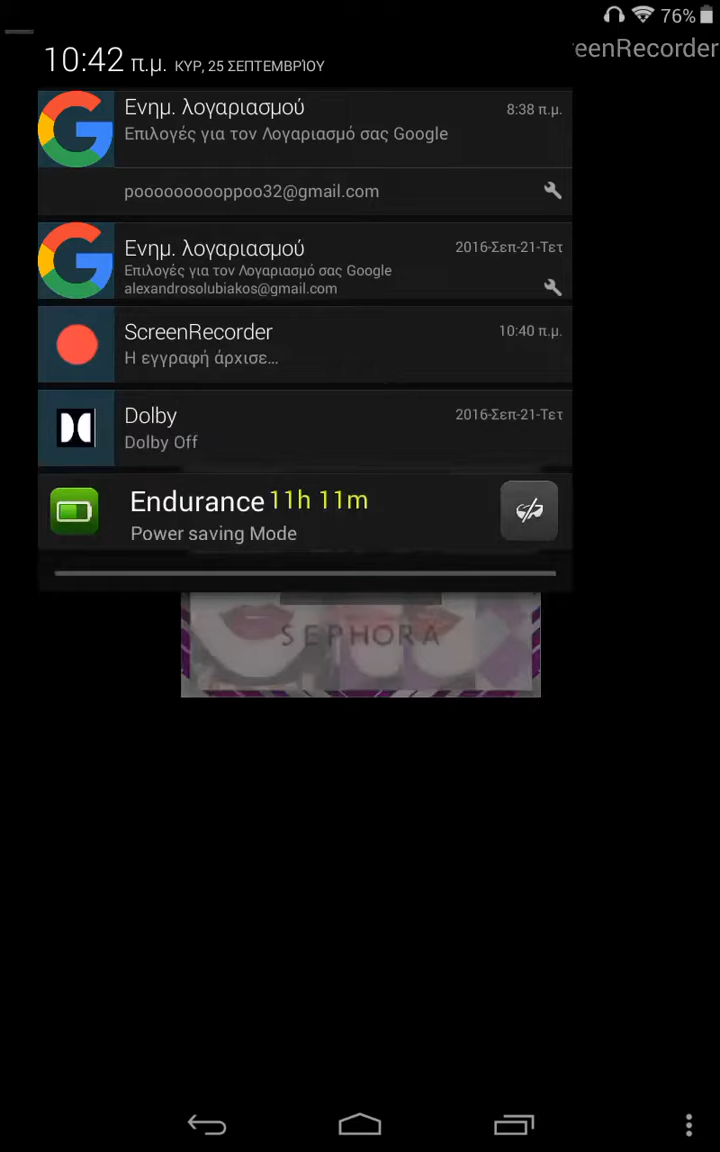 76%
eenRecorder
10:42 π.μ. ΚΥΡ, 25 ΣΕΠΤΕΜΒΡΊΟΥ
Ενημ. λογαριασμού 8:38 π.μ.
Επιλογές για τον Λογαριασμό σας Google
poooooooooppoo32@gmail.com
Ενημ. λογαριασμού 2016-Σεπ-21-Τετ
Επιλογές για τον Λογαριασμό σας Google
alexandrosolubiakos@gmail.com
ScreenRecorder 10:40 π.μ.
Η εγγραφή άρχισε...
Dolby 2016-Σεπ-21-Τετ
Dolby Off
Endurance 11h 11m
Power saving Mode
SEPHORA